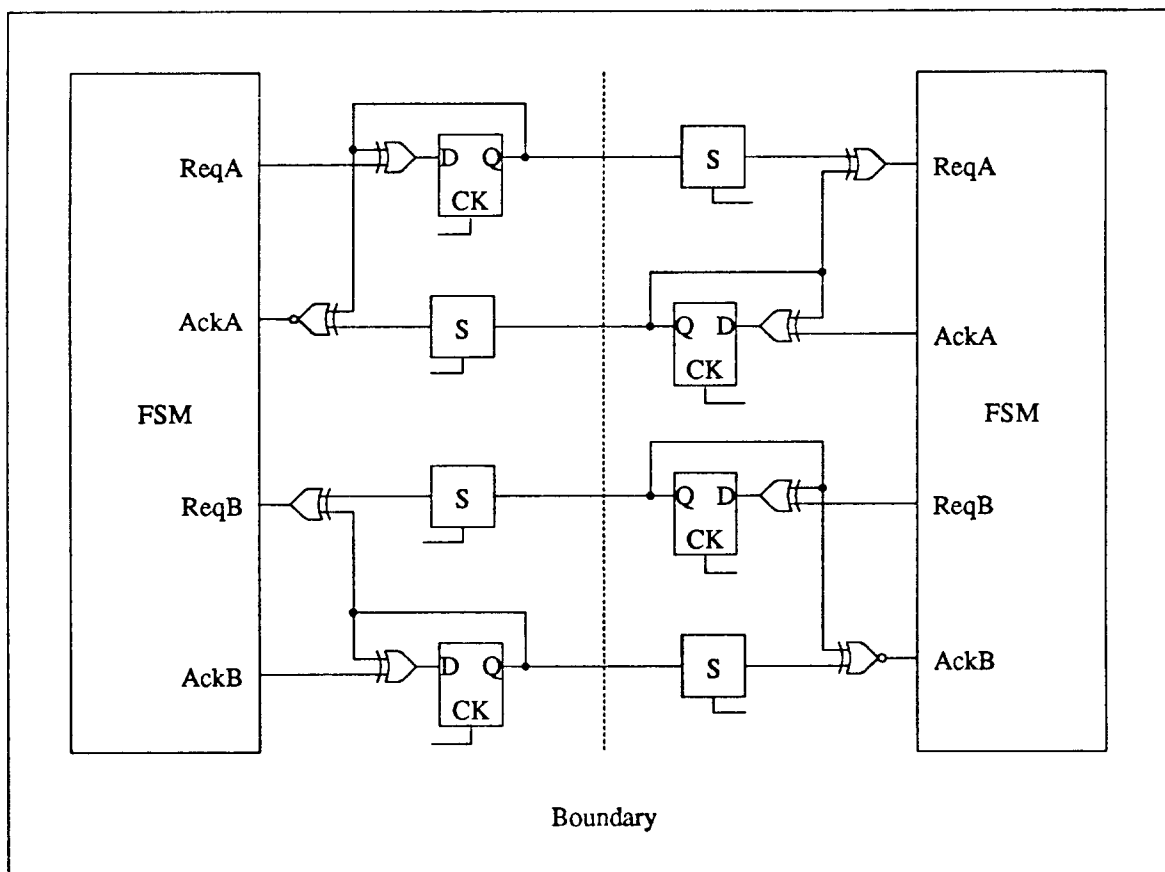 ReqA
D Q
CK
S
ReqA
AckA
S
Q D
CK
AckA
FSM
FSM
ReqB
S
Q D
CK
ReqB
AckB
D Q
CK
S
AckB
Boundary